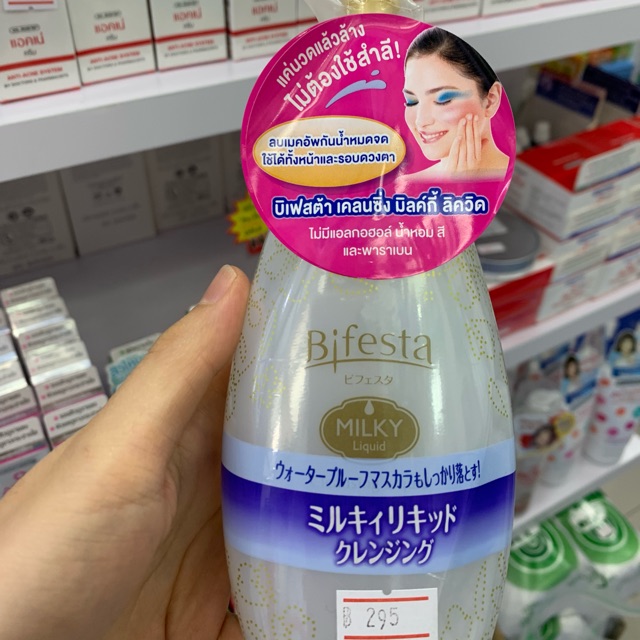 แค่นวดแล้วล้าง
ไม่ต้องใช้สำลี!
ลบเมคอัพกันน้ำหมดจด
ใช้ได้ทั้งหน้าและรอบดวงตา
บิเฟสต้า เคลนซิ่ง มิลค์กี้ ลิควิด
ไม่มีแอลกอฮอล์ น้ำหอม สี
และพาราเบน
Bifesta
ビフェスタ
MILKY
Liquid
ウォータープルーフマスカラもしっかり落とす!
ミルキィリキッド
クレンジング
฿ 295